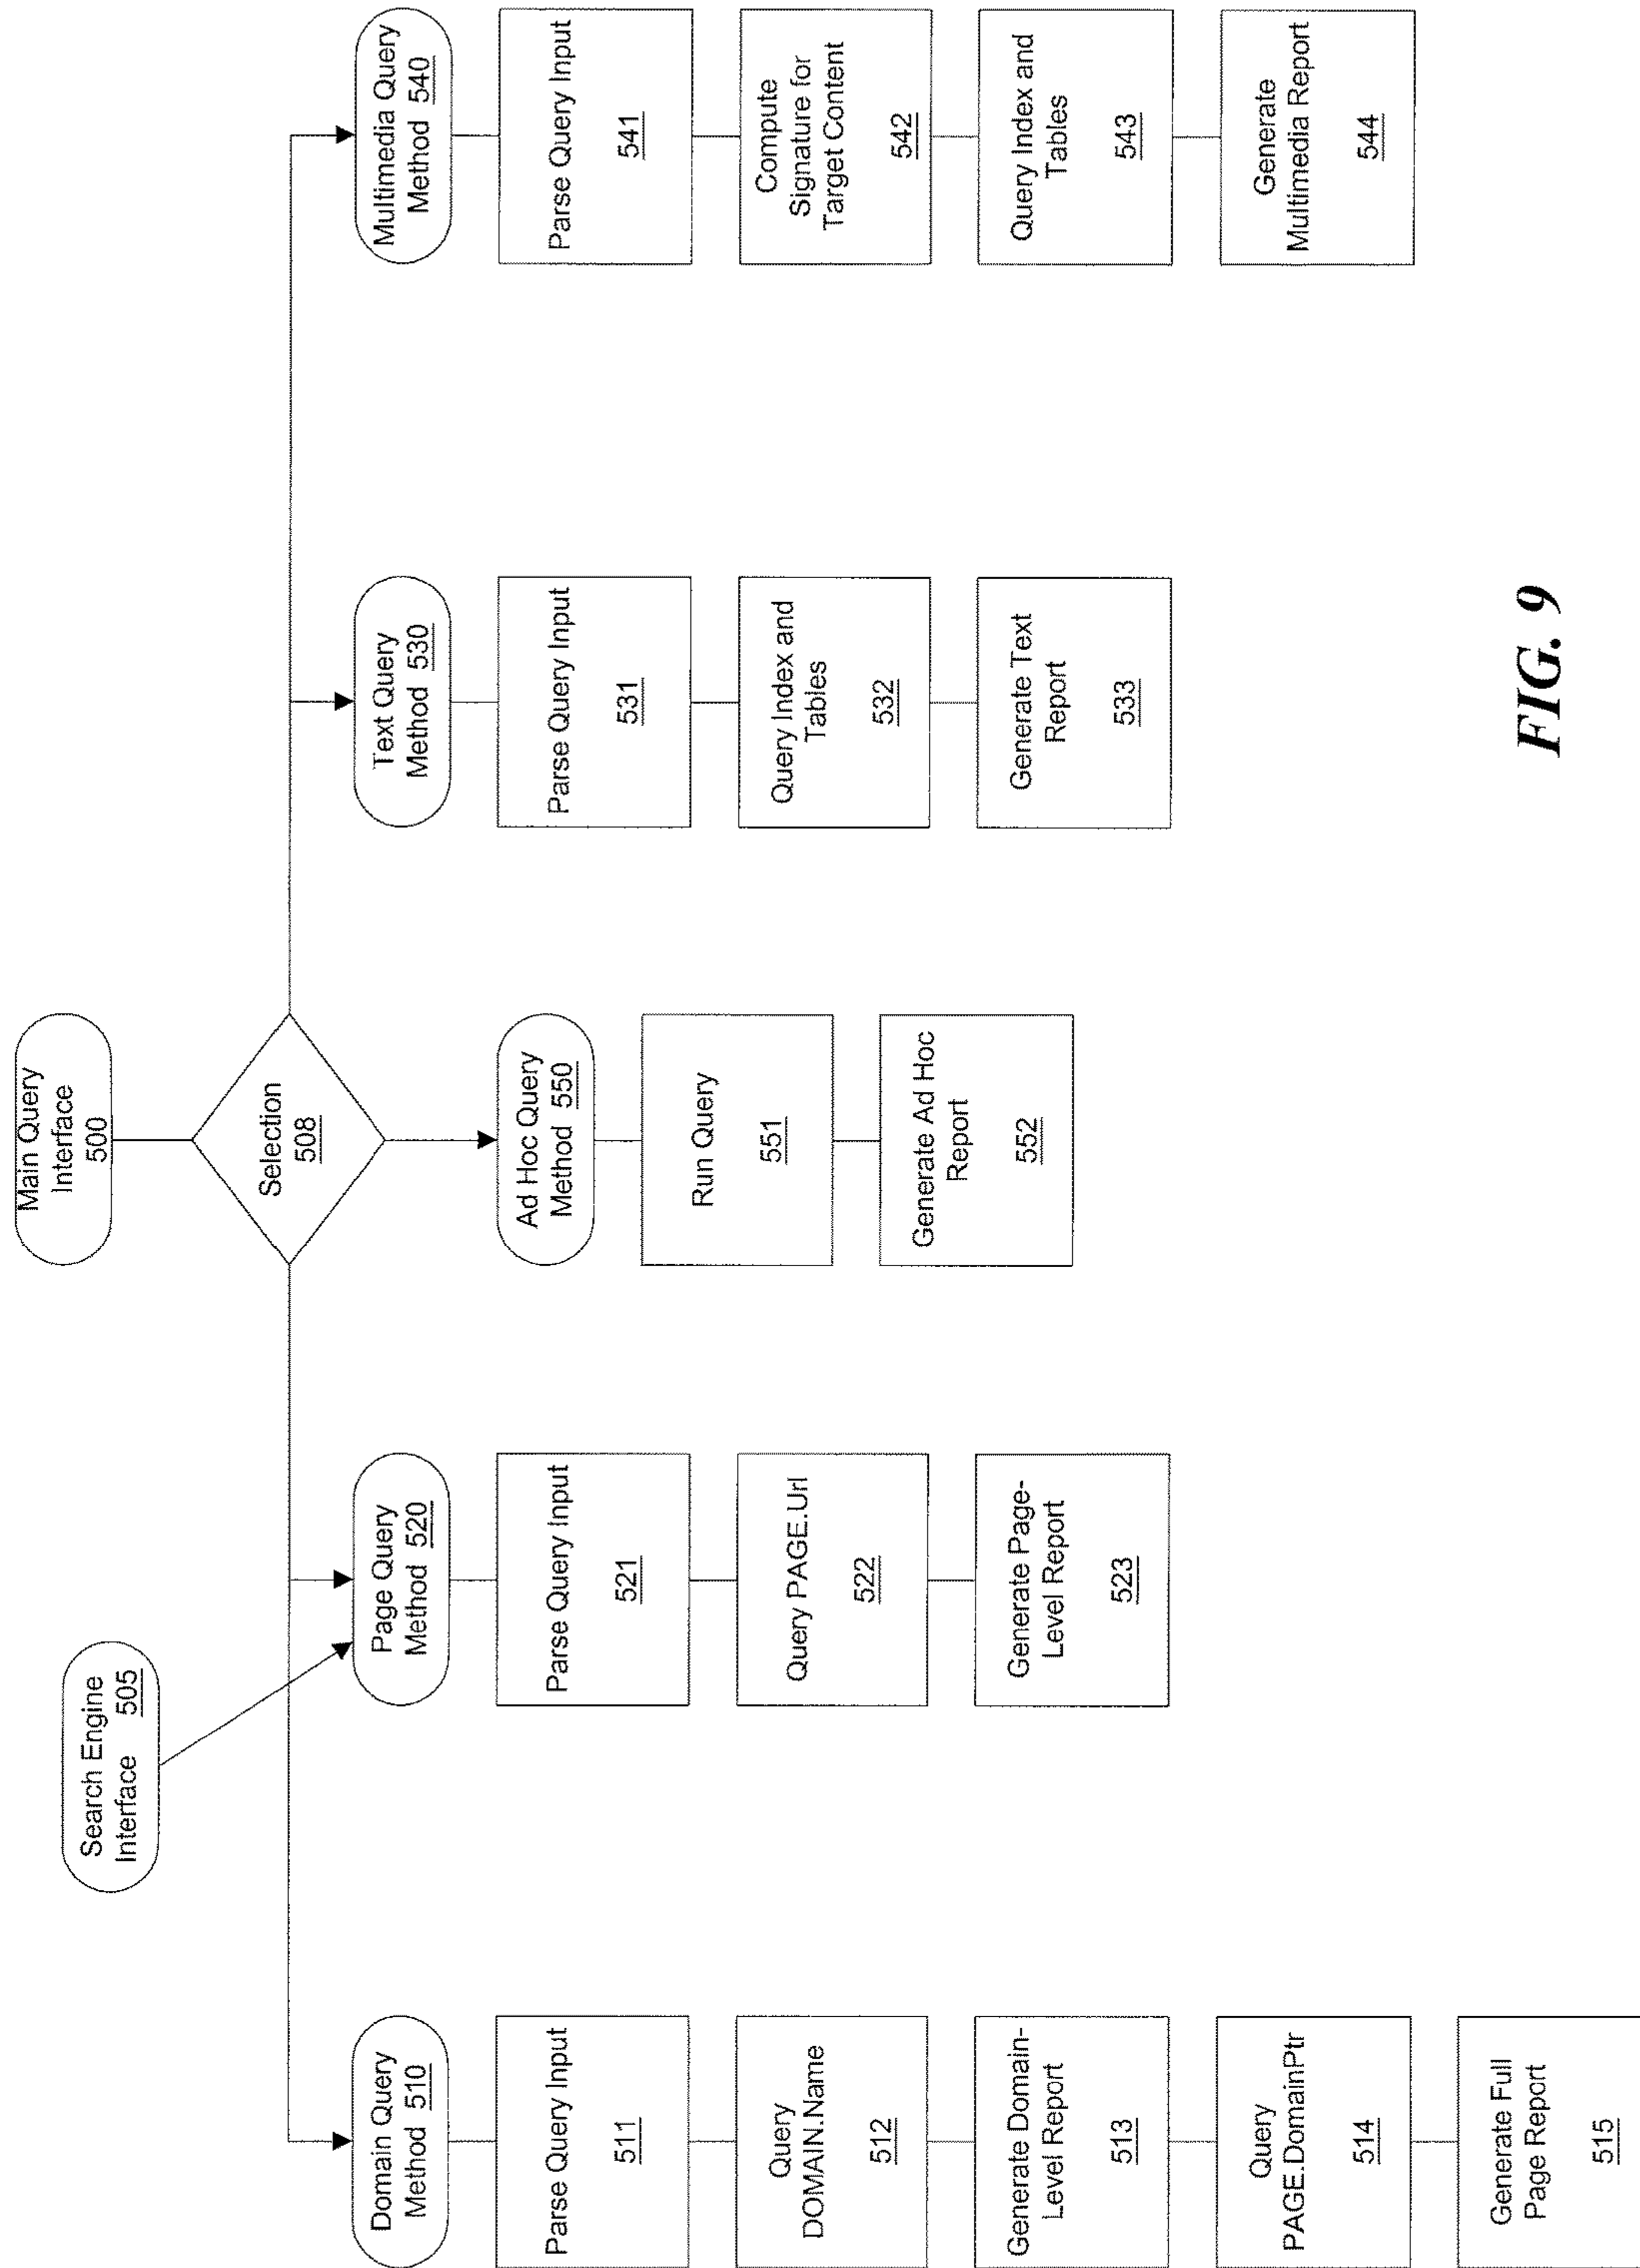 Main Query
Interface
500
Search Engine
Interface 505
Selection
508
Domain Query
Method 510
Parse Query Input
511
Query
DOMAIN.Name
512
Generate Domain-
Level Report
513
Query
PAGE.DomainPtr
514
Generate Full
Page Report
515
Page Query
Method 520
Parse Query Input
521
Query PAGE.Url
522
Generate Page-
Level Report
523
Ad Hoc Query
Method 550
Run Query
551
Generate Ad Hoc
Report
552
Text Query
Method 530
Parse Query Input
531
Query Index and
Tables
532
Generate Text
Report
533
Multimedia Query
Method 540
Parse Query Input
541
Compute
Signature for
Target Content
542
Query Index and
Tables
543
Generate
Multimedia Report
544
FIG. 9